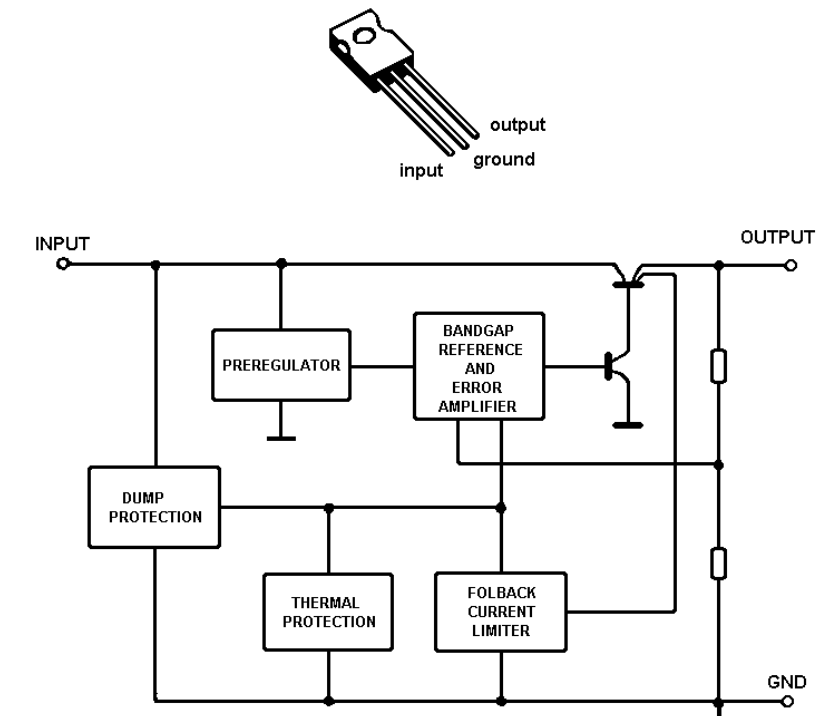 output
ground
input
INPUT
OUTPUT
PREREGULATOR
BANDGAP
REFERENCE
AND
ERROR
AMPLIFIER
DUMP
PROTECTION
THERMAL
PROTECTION
FOLBACK
CURRENT
LIMITER
GND